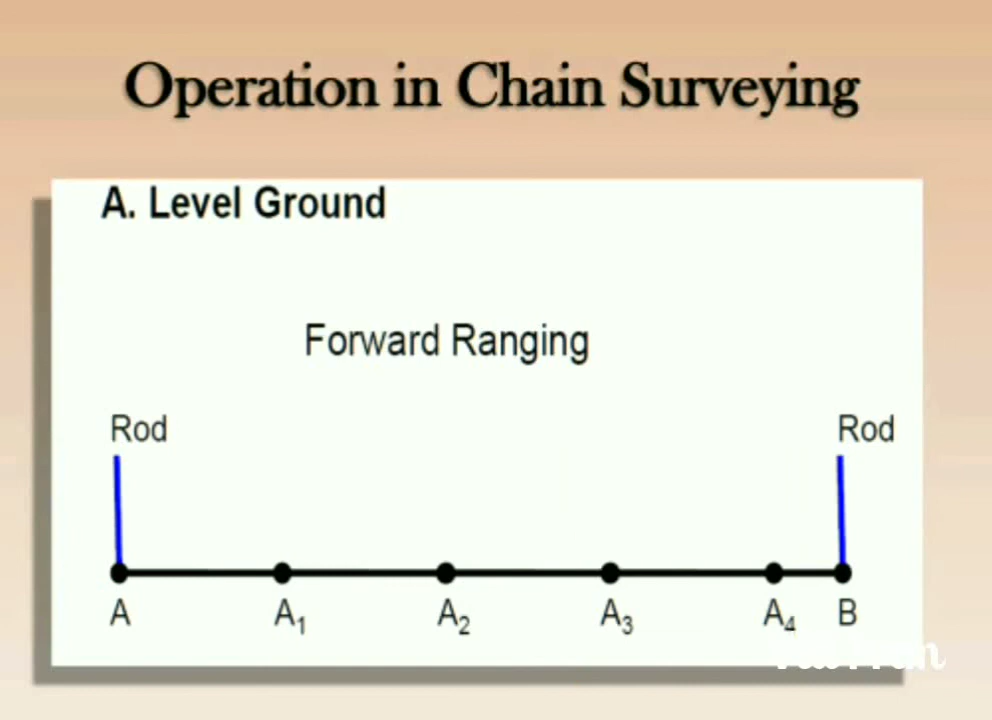 Operation in Chain Surveying
A. Level Ground
Forward Ranging
Rod Rod
A A₁ A₂ A₃ A₄ B